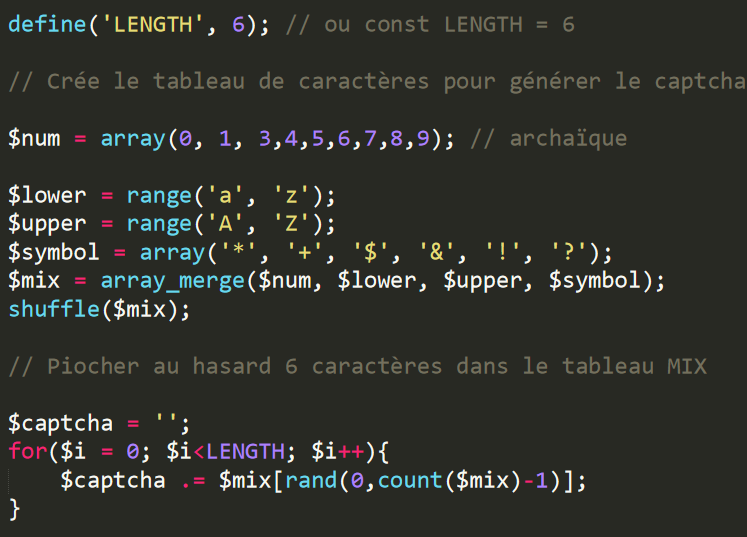 define('LENGTH', 6); // ou const LENGTH = 6
// Crée le tableau de caractères pour générer le captcha
$num = array(0, 1, 3,4,5,6,7,8,9); // archaïque
$lower = range('a', 'z');
$upper = range('A', 'Z');
$symbol = array('*', '+', '$', '&', '!', '?');
$mix = array_merge($num, $lower, $upper, $symbol);
shuffle($mix);
// Piocher au hasard 6 caractères dans le tableau MIX
$captcha = '';
for($i = 0; $i<LENGTH; $i++){
    $captcha .= $mix[rand(0,count($mix)-1)];
}